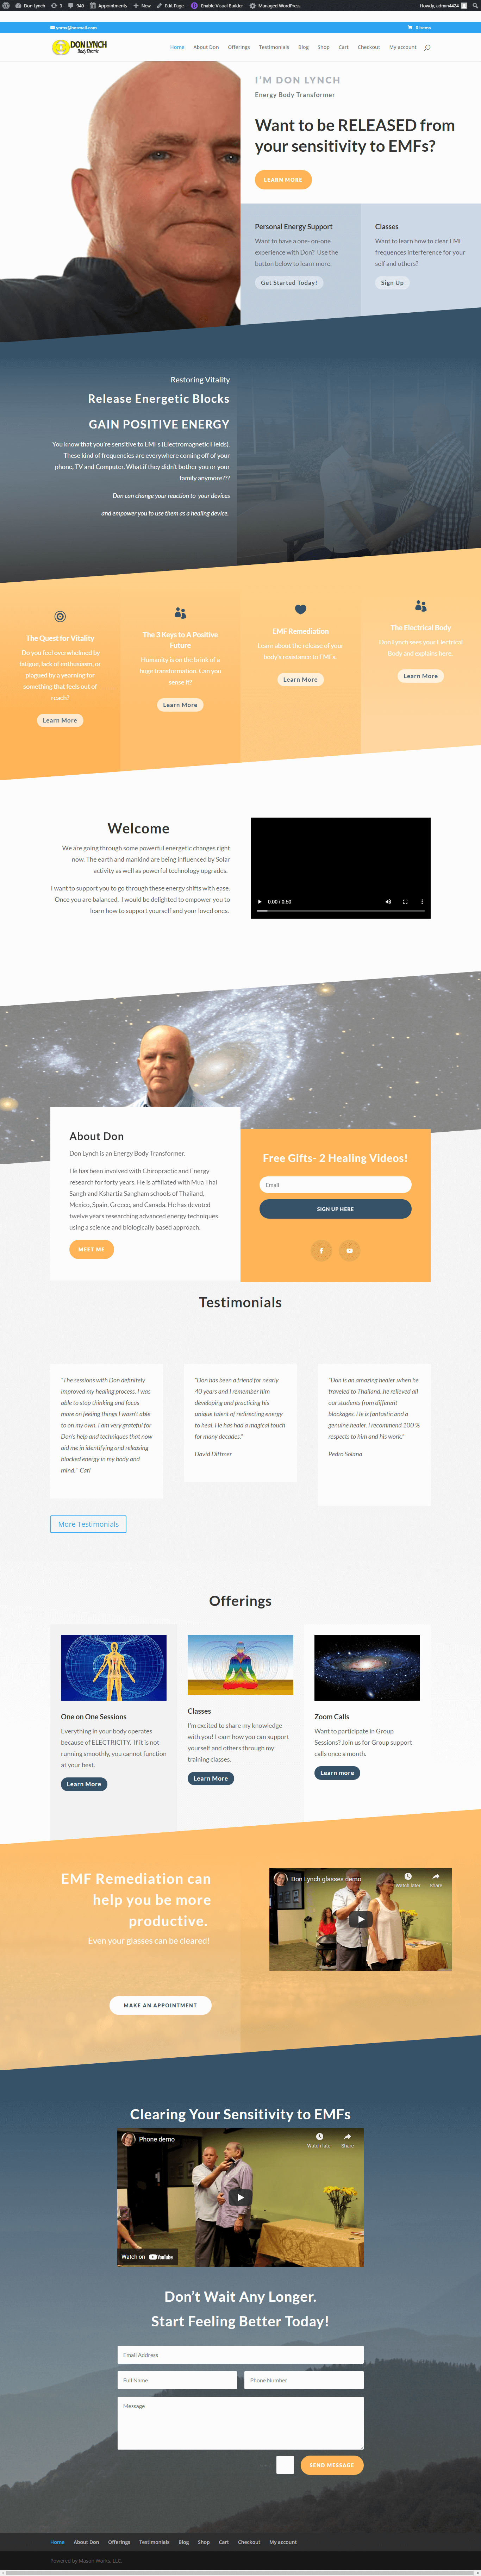 Don Lynch 3 940 Appointments New Edit Page Enable Visual Builder Managed WordPress Howdy, admin4424
0 Items
DON LYNCH
Body Electric
Home About Don Offerings Testimonials Blog Shop Cart Checkout My account
I'M DON LYNCH
Energy Body Transformer
Want to be RELEASED from
your sensitivity to EMFs?
LEARN MORE
Personal Energy Support
Want to have a one- on-one
experience with Don? Use the
button below to learn more.
Get Started Today!
Classes
Want to learn how to clear EMF
frequences interference for your
self and others?
Sign Up
Restoring Vitality
Release Energetic Blocks
GAIN POSITIVE ENERGY
You know that you're sensitive to EMFs (Electromagnetic Fields).
These kind of frequencies are everywhere coming off of your
phone, TV and Computer. What if they didn't bother you or your
family anymore???
Don can change your reaction to your devices
and empower you to use them as a healing device.
The Quest for Vitality
Do you find overwhelmed by
fatigue, lack of enthusiasm, or
plagued by a yearning for
something that feels out of
reach?
Learn More
The 3 Keys to A Positive
Future
Humanity is on the brink of a
huge transformation. Can you
sense it?
Learn More
EMF Remediation
Learn about the release of your
body's resistance to EMFs.
Learn More
The Electrical Body
Don Lynch sees your Electrical
Body and explains how.
Learn More
Welcome
We are going through some powerful energetic changes right
now. The earth and mankind are being influenced by Solar
activity as well as powerful technology upgrades.
I want to support you to go through these energy shifts with ease.
Once you are balanced, I would be delighted to empower you to
learn how to support yourself and your loved ones.
0:00 / 0:50
About Don
Don Lynch is an Energy Body Transformer.
He has been involved with Chiropractic and Energy
research for forty years. He is affiliated with Mua Thai
Sangh and Kshartia Sangham schools of Thailand,
Mexico, Spain, Greece, and Canada. He has devoted
twelve years researching advanced energy techniques
using a science and biologically based approach.
MEET ME
Free Gifts- 2 Healing Videos!
Email
SIGN UP HERE
Testimonials
"The sessions with Don definitely
improved my healing process. I was
able to stop thinking and focus
more on feeling things I wasn't able
to on my own. I am very grateful for
Don's help and techniques that now
aid me in identifying and releasing
blocked energy in my body and
mind." Carl
"Don has been a friend for nearly
40 years and I remember him
developing and practicing his
unique talent of redirecting energy
to heal. He has had a magical touch
for many decades."
David Dittmer
"Don is an amazing healer..when he
traveled to Thailand..he relieved all
our students from different
blockages. He is fantastic and a
genuine healer. I recommend 100 %
respects to him and his work."
Pedro Solana
More Testimonials
Offerings
One on One Sessions
Everything in your body operates
because of ELECTRICITY. If it is not
running smoothly, you cannot function
at your best.
Learn More
Classes
I'm excited to share my knowledge
with you! Learn how you can support
yourself and others through my
training classes.
Learn More
Zoom Calls
Want to participate in Group
Sessions? Join us for Group support
calls once a month.
Learn more
EMF Remediation can
help you be more
productive.
Even your glasses can be cleared!
MAKE AN APPOINTMENT
Don Lynch glasses demo
Watch later Share
Clearing Your Sensitivity to EMFs
Phone demo
Watch later Share
Watch on YouTube
Don't Wait Any Longer.
Start Feeling Better Today!
Email Address
Full Name Phone Number
Message
SEND MESSAGE
Home About Don Offerings Testimonials Blog Shop Cart Checkout My account